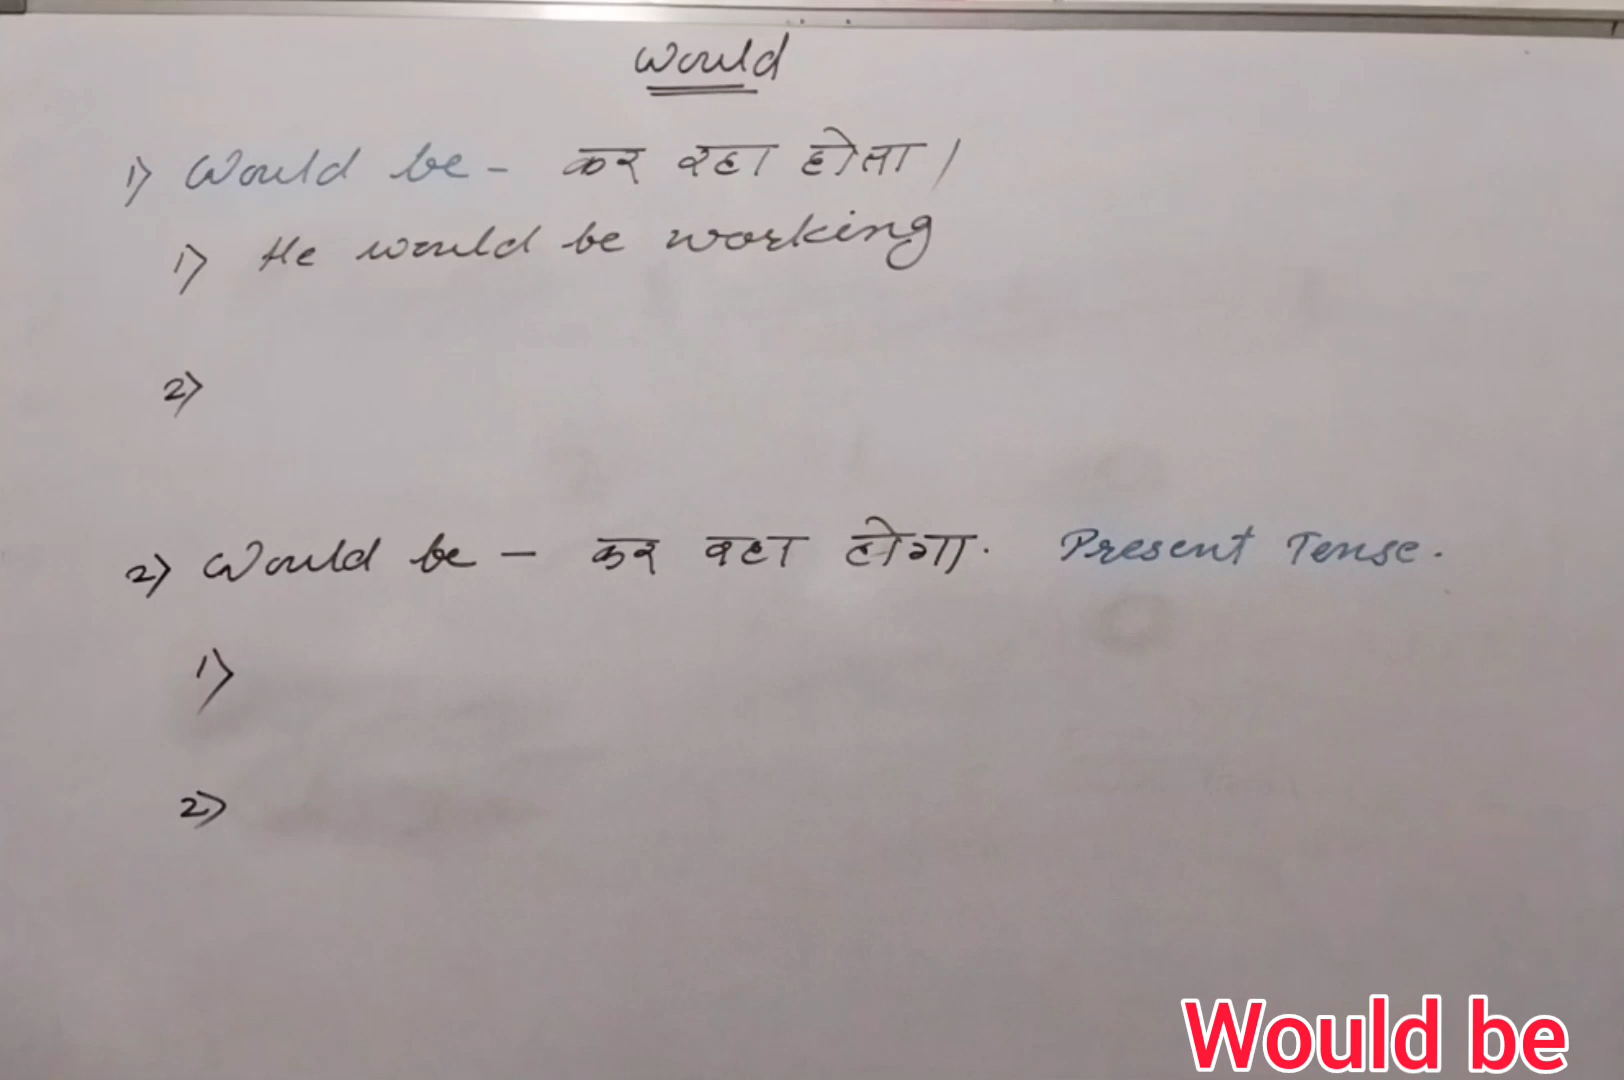 Would
1) Would be - कर रहा होता।
1) He would be working
2)
2) Would be - कर रहा होगा. Present Tense.
1)
2)
Would be